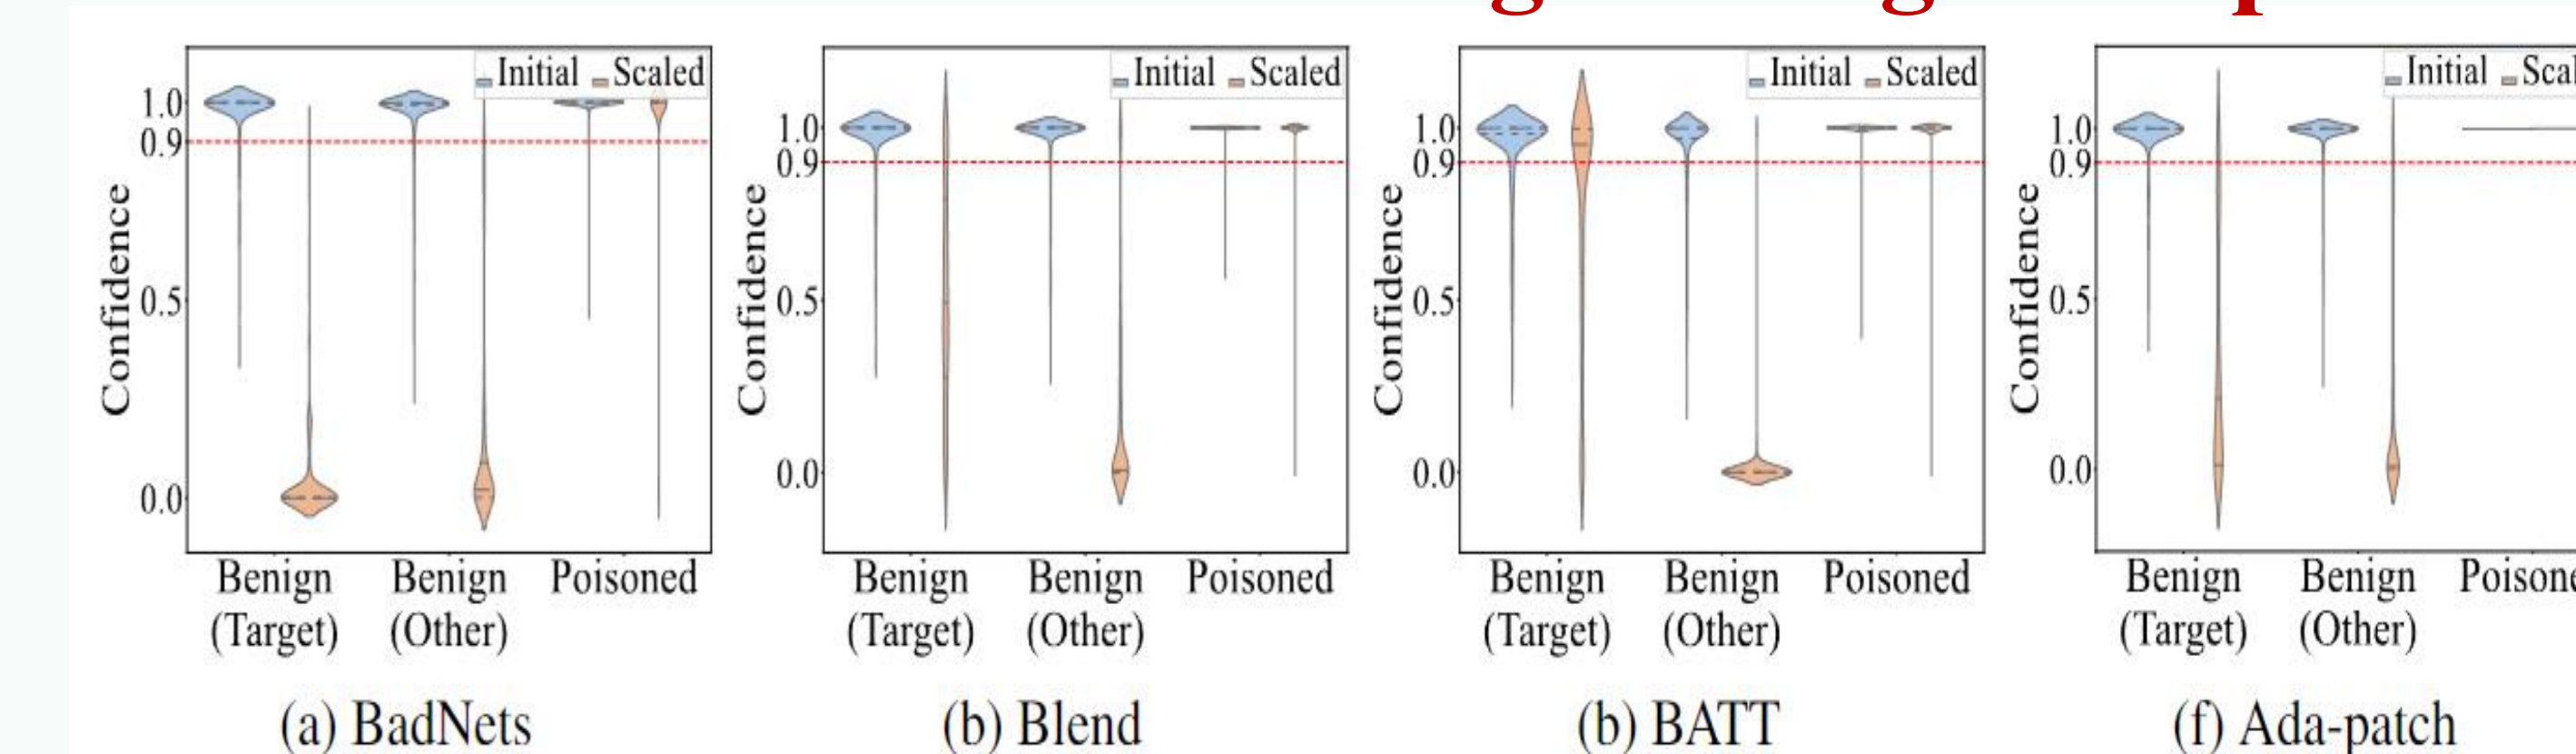 Initial Scaled
1.0
0.9
0.5
0.0
Confidence
Benign
(Target)
Benign
(Other)
Poisoned
(a) BadNets
Initial Scaled
1.0
0.9
0.5
0.0
Confidence
Benign
(Target)
Benign
(Other)
Poisoned
(b) Blend
Initial Scaled
1.0
0.9
0.5
0.0
Confidence
Benign
(Target)
Benign
(Other)
Poisoned
(b) BATT
Initial Scal
1.0
0.9
0.5
0.0
Confidence
Benign
(Target)
Benign
(Other)
Poisone
(f) Ada-patch